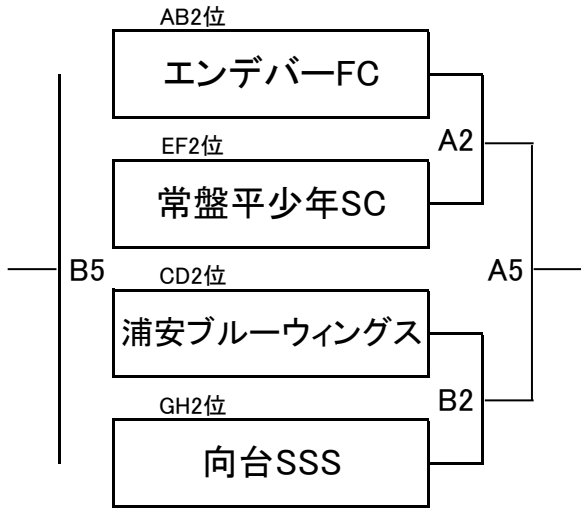 AB2位
エンデバーFC
A2
EF2位
常盤平少年SC
B5
A5
CD2位
浦安ブルーウィングス
B2
GH2位
向台SSS